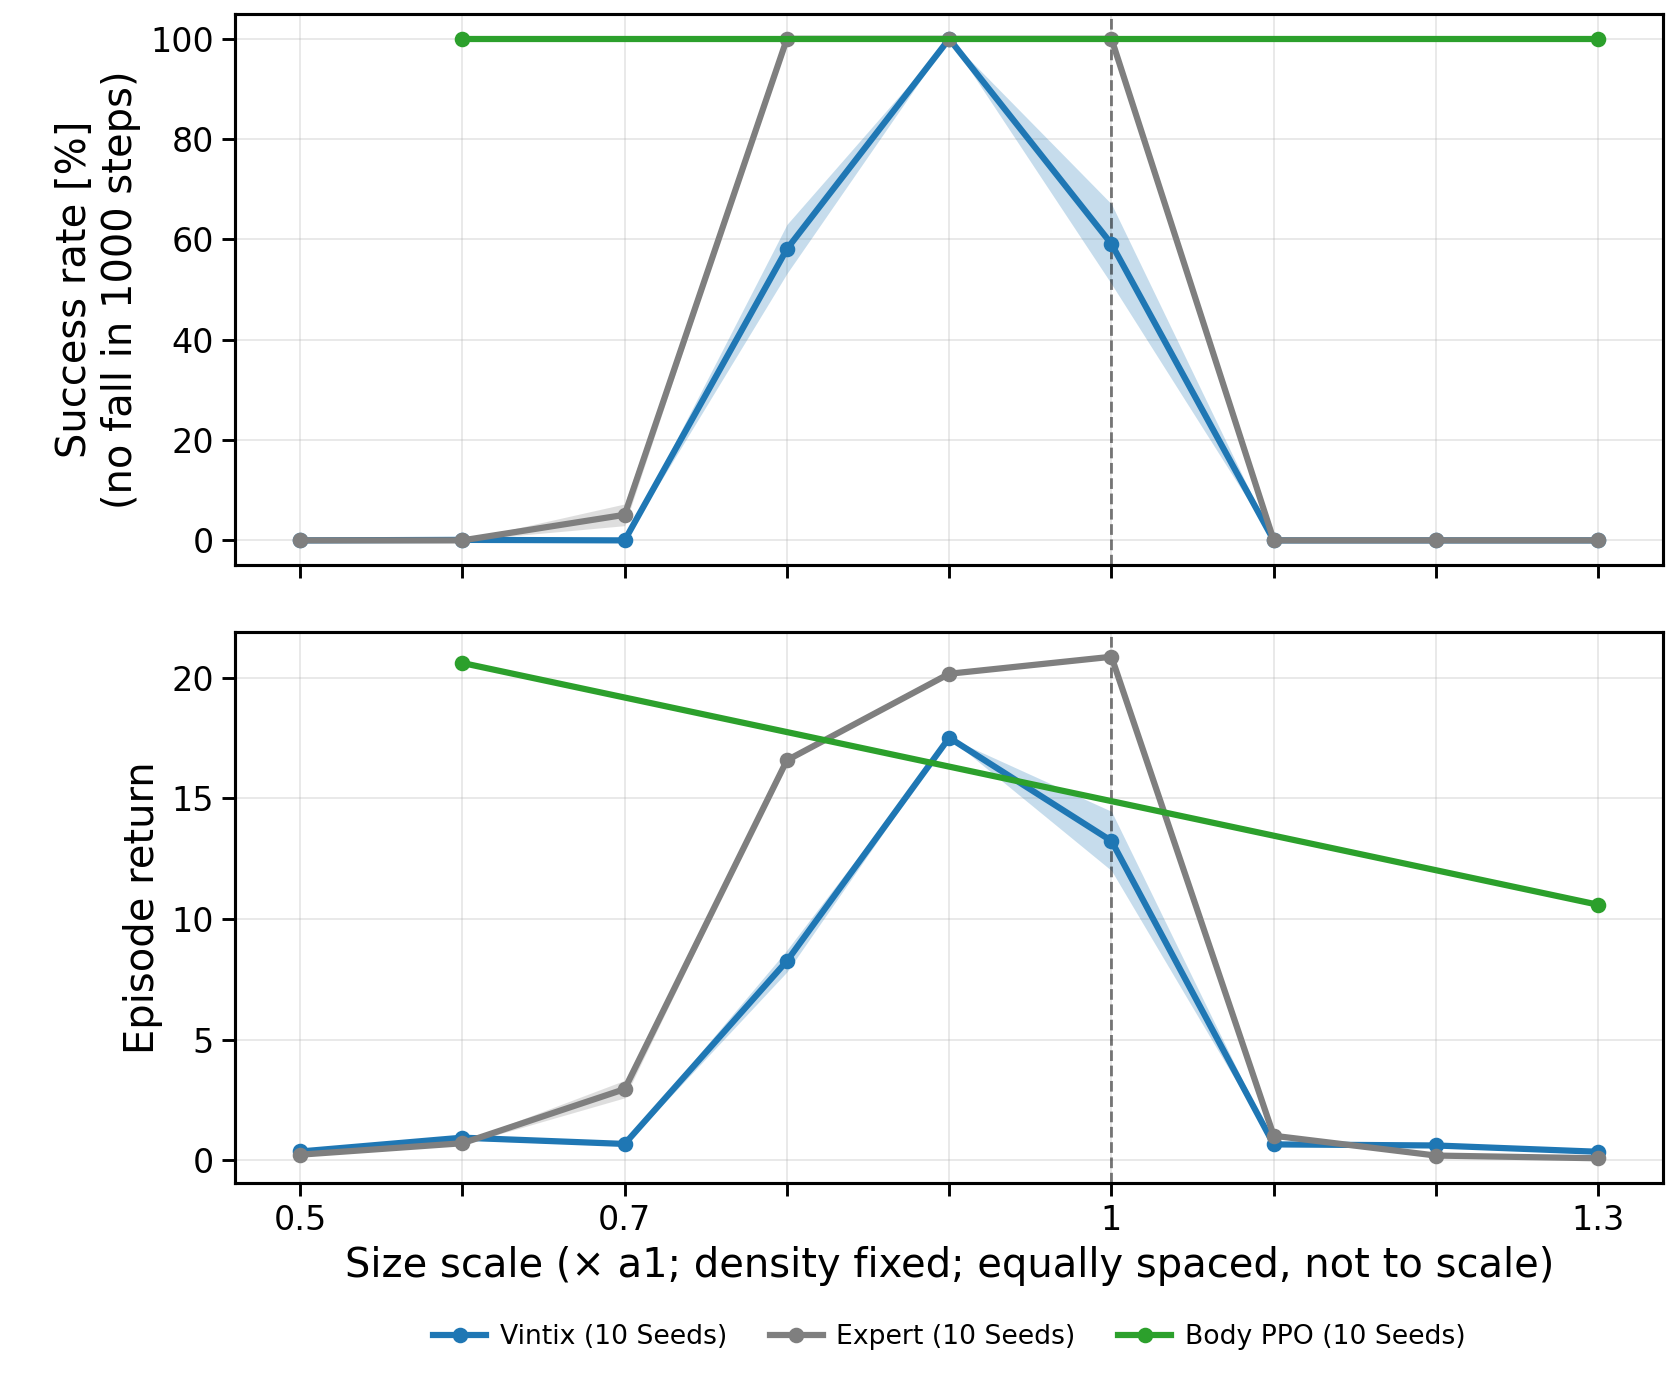 100
80
60
40
20
0
Success rate [%]
(no fall in 1000 steps)
20
15
10
5
0
Episode return
0.5 0.7 1 1.3
Size scale (× a1; density fixed; equally spaced, not to scale)
Vintix (10 Seeds) Expert (10 Seeds) Body PPO (10 Seeds)